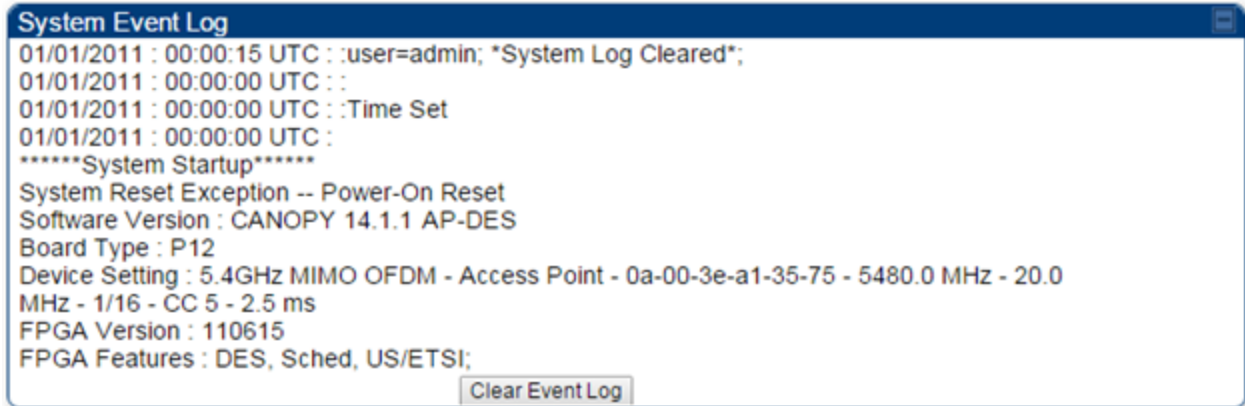 System Event Log
01/01/2011 : 00:00:15 UTC : :user=admin; *System Log Cleared*;
01/01/2011 : 00:00:00 UTC : :
01/01/2011 : 00:00:00 UTC : :Time Set
01/01/2011 : 00:00:00 UTC :
******System Startup******
System Reset Exception -- Power-On Reset
Software Version : CANOPY 14.1.1 AP-DES
Board Type : P12
Device Setting : 5.4GHz MIMO OFDM - Access Point - 0a-00-3e-a1-35-75 - 5480.0 MHz - 20.0
MHz - 1/16 - CC 5 - 2.5 ms
FPGA Version : 110615
FPGA Features : DES, Sched, US/ETSI;
Clear Event Log